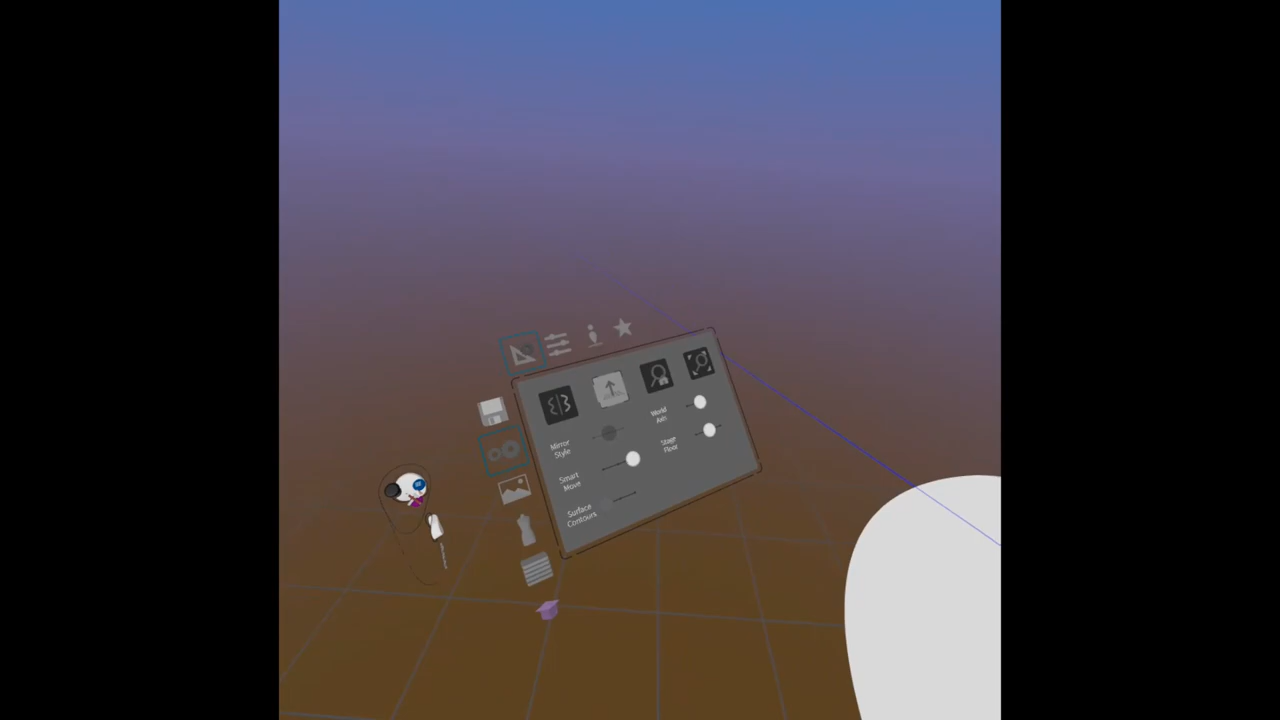 Mirror
Style
Smart
Move
Surface
Contours
World
Axis
Stage
Floor